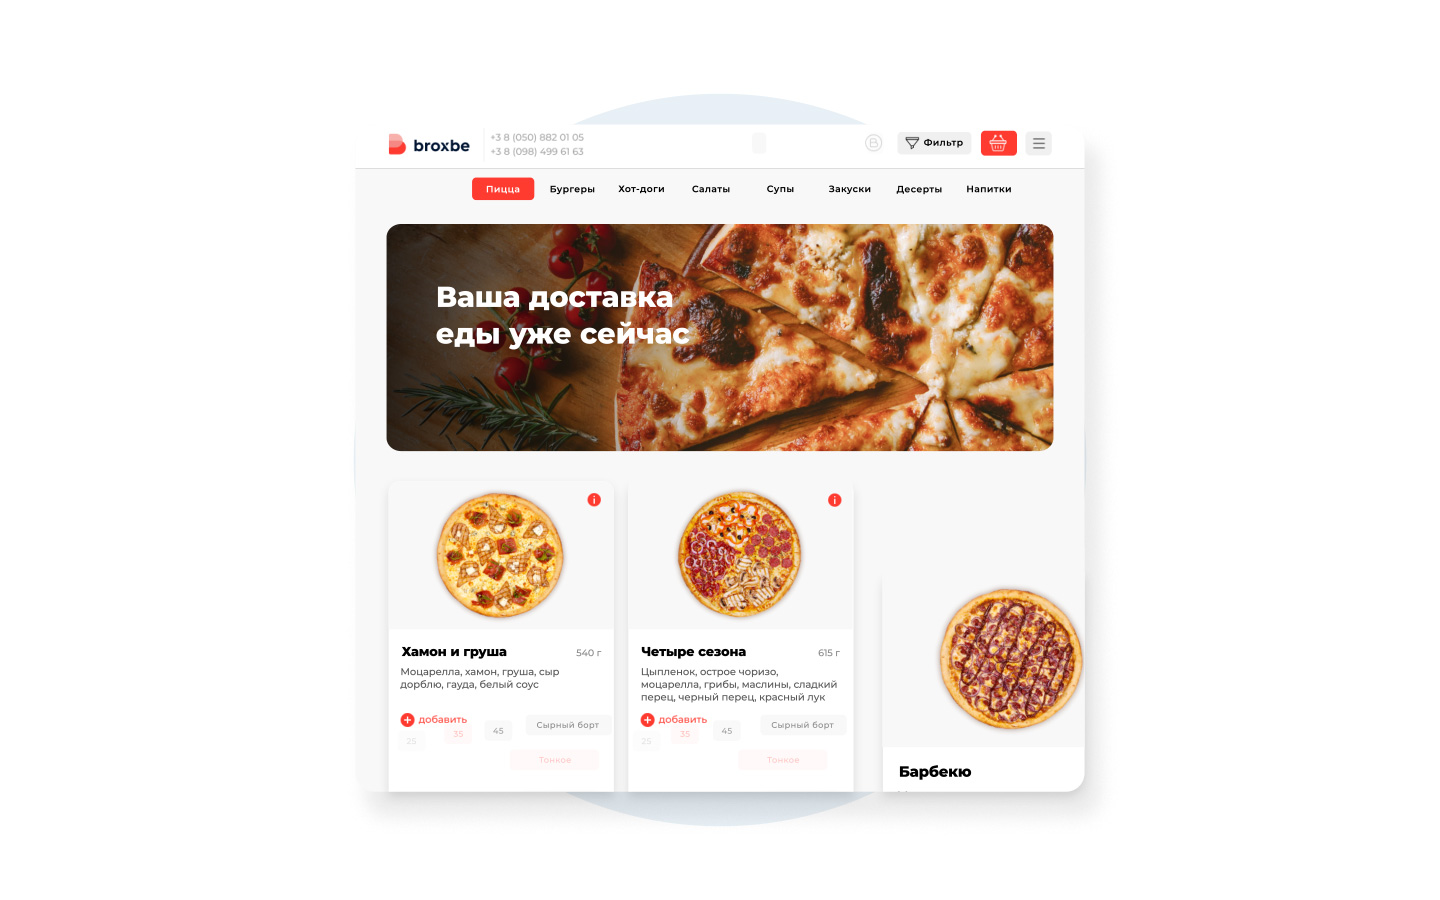 broxbe
+3 8 (050) 882 01 05
+3 8 (098) 499 61 63
Фильтр
Пицца Бургеры Хот-доги Салаты Супы Закуски Десерты Напитки
Ваша доставка
еды уже сейчас
Хамон и груша 540 г
Моцарелла, хамон, груша, сыр
дорблю, гауда, белый соус
добавить
25 35 45 Сырный борт
Тонкое
Четыре сезона 615 г
Цыпленок, острое чоризо,
моцарелла, грибы, маслины, сладкий
перец, черный перец, красный лук
добавить
25 35 45 Сырный борт
Тонкое
Барбекю